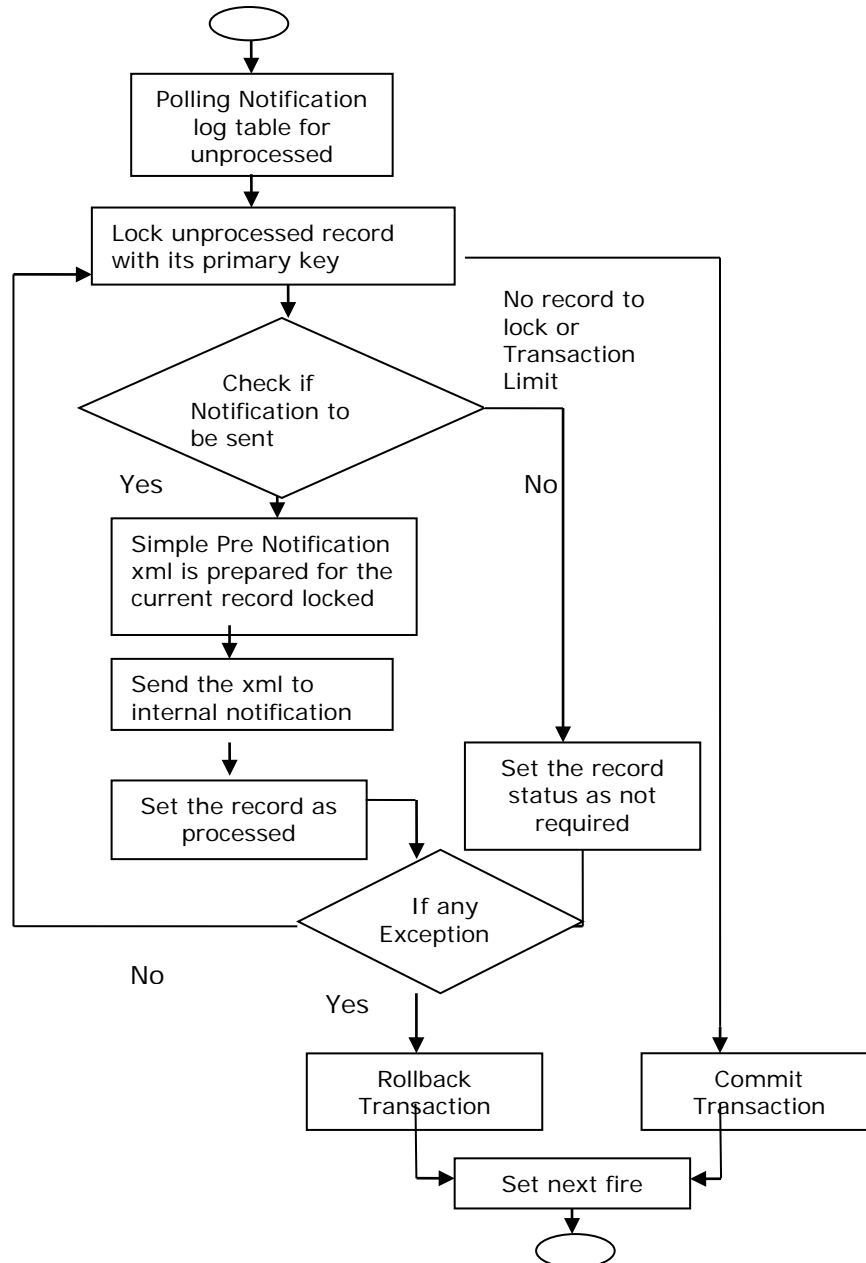 Polling Notification
log table for
unprocessed
Lock unprocessed record
with its primary key
No record to
lock or
Transaction
Limit
Check if
Notification to
be sent
Yes
No
Simple Pre Notification
xml is prepared for the
current record locked
Send the xml to
internal notification
Set the record as
processed
Set the record
status as not
required
If any
Exception
No
Yes
Rollback
Transaction
Commit
Transaction
Set next fire